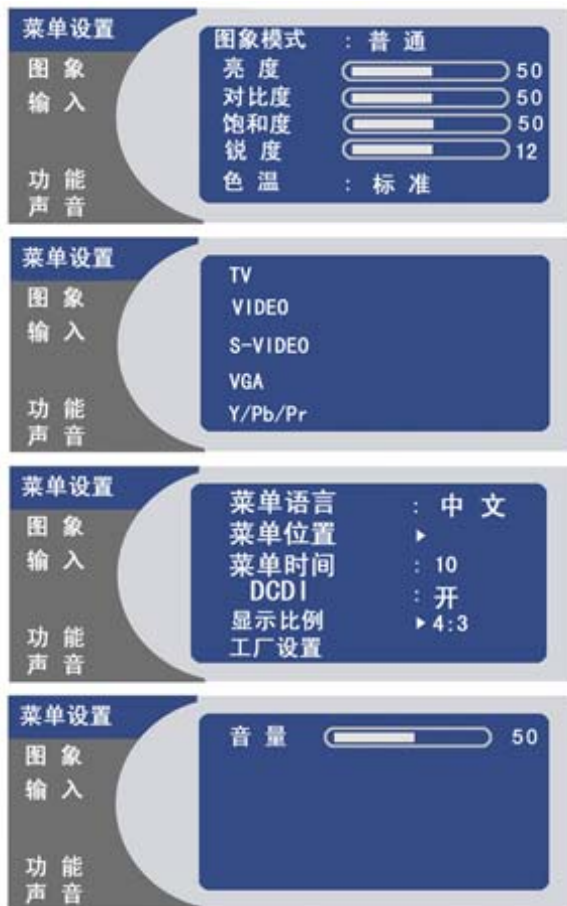 菜单设置
图 象
输 入
功 能
声 音
图象模式 : 普 通
亮 度 50
对比度 50
饱和度 50
锐 度 12
色 温 : 标 准
菜单设置
图 象
输 入
功 能
声 音
TV
VIDEO
S-VIDEO
VGA
Y/Pb/Pr
菜单设置
图 象
输 入
功 能
声 音
菜单语言 : 中 文
菜单位置 ▸
菜单时间 : 10
DCDI : 开
显示比例 ▸ 4:3
工厂设置
菜单设置
图 象
输 入
功 能
声 音
音 量 50